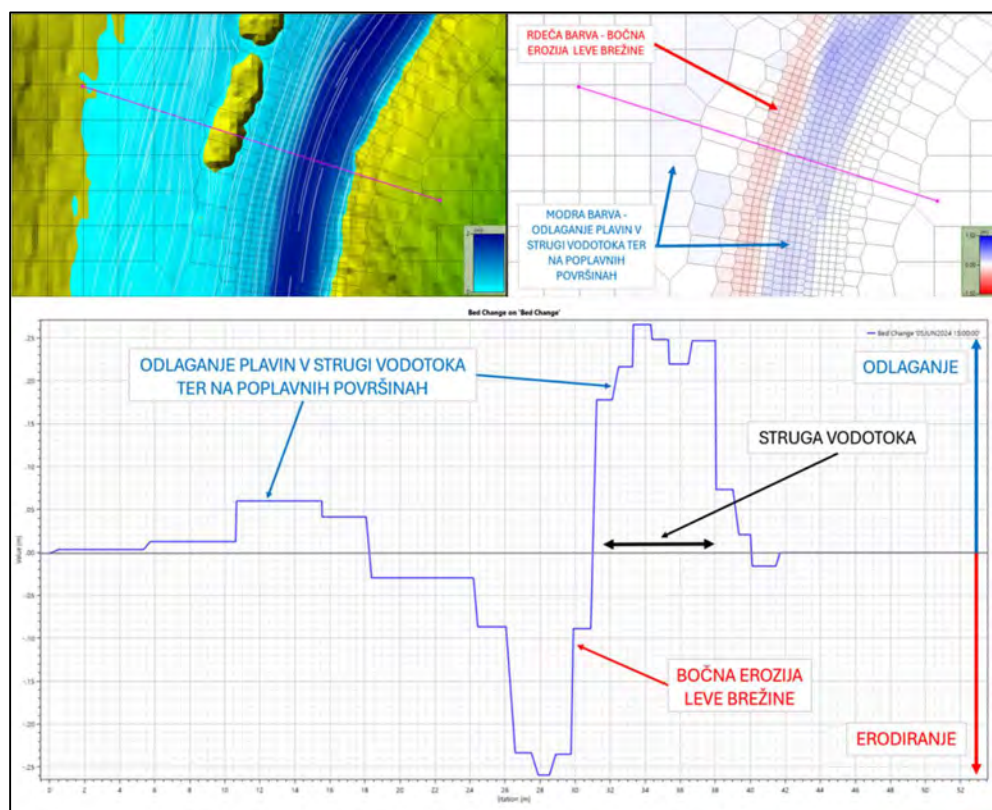 RDEČA BARVA - BOČNA
EROZIJA LEVE BREŽINE
MODRA BARVA -
ODLAGANJE PLAVIN V
STRUGI VODOTOKA TER
NA POPLAVNIH
POVRŠINAH
Bed Change on 'Bed Change'
Bed Change '05JUN2024 15:00:00'
ODLAGANJE PLAVIN V STRUGI VODOTOKA
TER NA POPLAVNIH POVRŠINAH
ODLAGANJE
STRUGA VODOTOKA
BOČNA EROZIJA
LEVE BREŽINE
ERODIRANJE
Value [m]
.25
.20
.15
.10
.05
.00
-.05
-.10
-.15
-.20
-.25
0 2 4 6 8 10 12 14 16 18 20 22 24 26 28 30 32 34 36 38 40 42 44 46 48 50 52
Station [m]